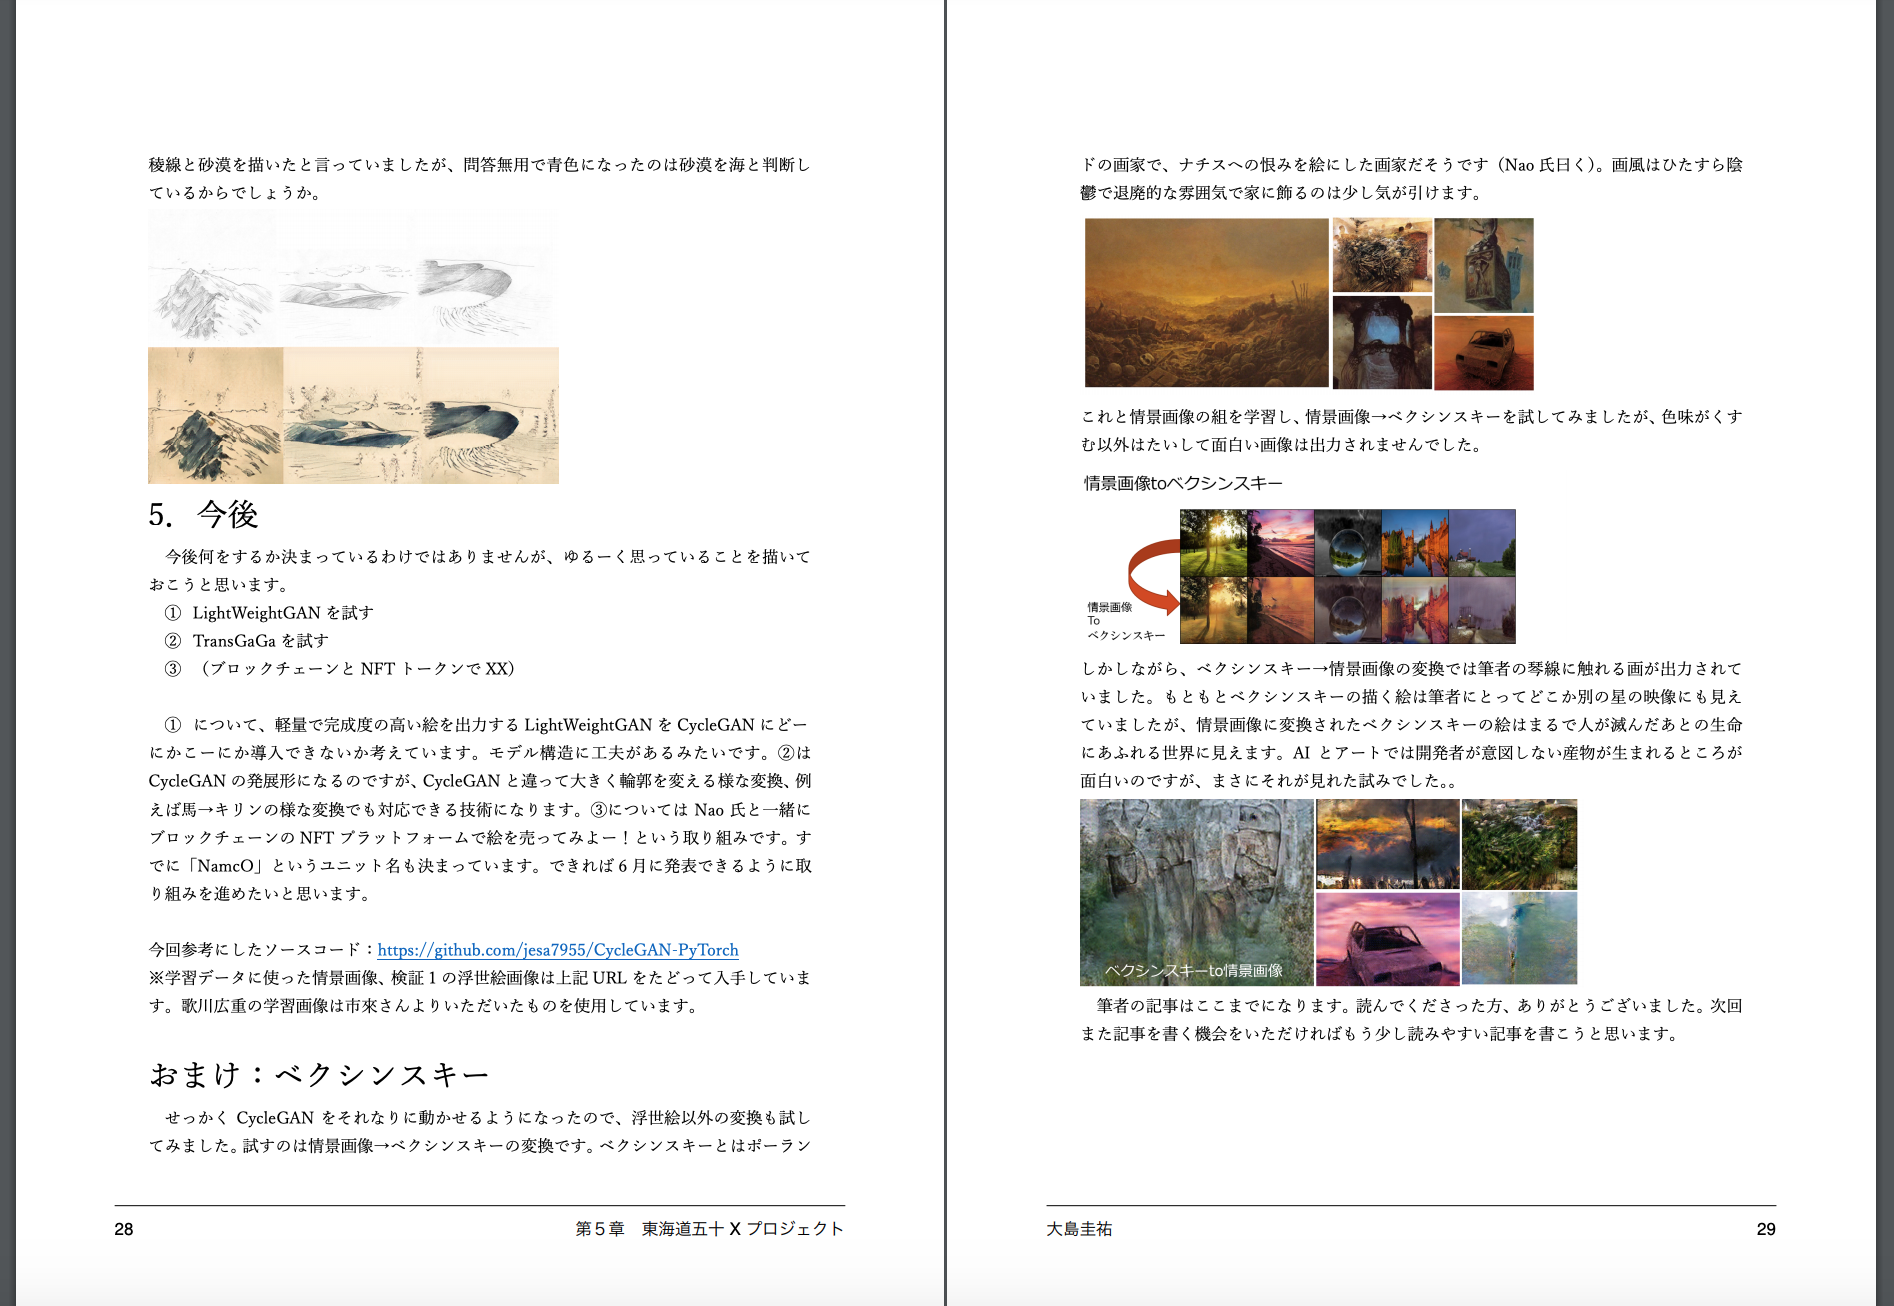 稜線と砂漠を描いたと言っていましたが、問答無用で青色になったのは砂漠を海と判断し
ているからでしょうか。
5. 今後
今後何をするか決まっているわけではありませんが、ゆるーく思っていることを描いて
おこうと思います。
① LightWeightGAN を試す
② TransGaGa を試す
③ （ブロックチェーンと NFT トークンで XX）
① について、軽量で完成度の高い絵を出力する LightWeightGAN を CycleGAN にどー
にかこーにか導入できないか考えています。モデル構造に工夫があるみたいです。②は
CycleGAN の発展形になるのですが、CycleGAN と違って大きく輪郭を変える様な変換、例
えば馬→キリンの様な変換でも対応できる技術になります。③については Nao 氏と一緒に
ブロックチェーンの NFT プラットフォームで絵を売ってみよー！という取り組みです。す
でに「NamcO」というユニット名も決まっています。できれば 6 月に発表できるように取
り組みを進めたいと思います。
今回参考にしたソースコード：https://github.com/jesa7955/CycleGAN-PyTorch
※学習データに使った情景画像、検証 1 の浮世絵画像は上記 URL をたどって入手していま
す。歌川広重の学習画像は市來さんよりいただいたものを使用しています。
おまけ：ベクシンスキー
せっかく CycleGAN をそれなりに動かせるようになったので、浮世絵以外の変換も試し
てみました。試すのは情景画像→ベクシンスキーの変換です。ベクシンスキーとはポーラン
28
第５章　東海道五十 X プロジェクト
ドの画家で、ナチスへの恨みを絵にした画家だそうです（Nao 氏曰く）。画風はひたすら陰
鬱で退廃的な雰囲気で家に飾るのは少し気が引けます。
これと情景画像の組を学習し、情景画像→ベクシンスキーを試してみましたが、色味がくす
む以外はたいして面白い画像は出力されませんでした。
情景画像toベクシンスキー
情景画像
To
ベクシンスキー
しかしながら、ベクシンスキー→情景画像の変換では筆者の琴線に触れる画が出力されて
いました。もともとベクシンスキーの描く絵は筆者にとってどこか別の星の映像にも見え
ていましたが、情景画像に変換されたベクシンスキーの絵はまるで人が滅んだあとの生命
にあふれる世界に見えます。AI とアートでは開発者が意図しない産物が生まれるところが
面白いのですが、まさにそれが見れた試みでした。。
ベクシンスキーto情景画像
筆者の記事はここまでになります。読んでくださった方、ありがとうございました。次回
また記事を書く機会をいただければもう少し読みやすい記事を書こうと思います。
大島圭祐
29